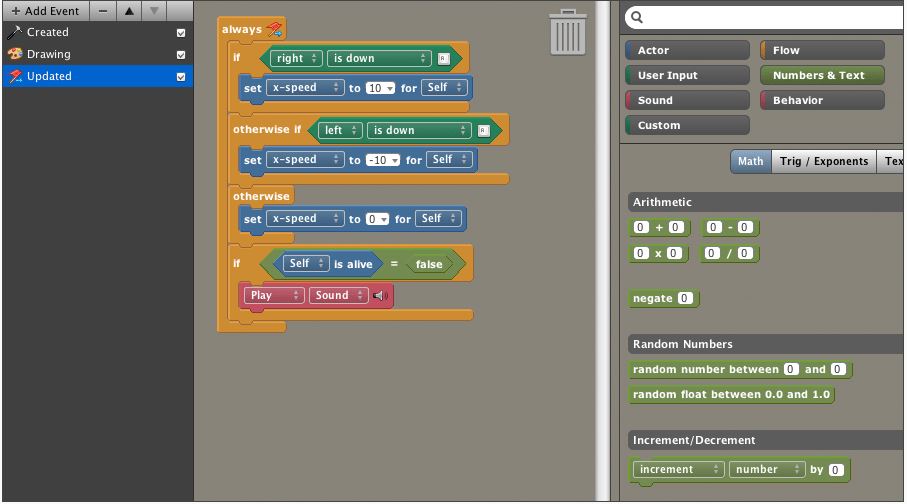 + Add Event
Created
Drawing
Updated
always
if right is down
set x-speed to 10 for Self
otherwise if left is down
set x-speed to -10 for Self
otherwise
set x-speed to 0 for Self
if Self is alive = false
Play Sound
Actor Flow
User Input Numbers & Text
Sound Behavior
Custom
Math Trig / Exponents Tex
Arithmetic
0 + 0 0 - 0
0 x 0 0 / 0
negate 0
Random Numbers
random number between 0 and 0
random float between 0.0 and 1.0
Increment/Decrement
increment number by 0